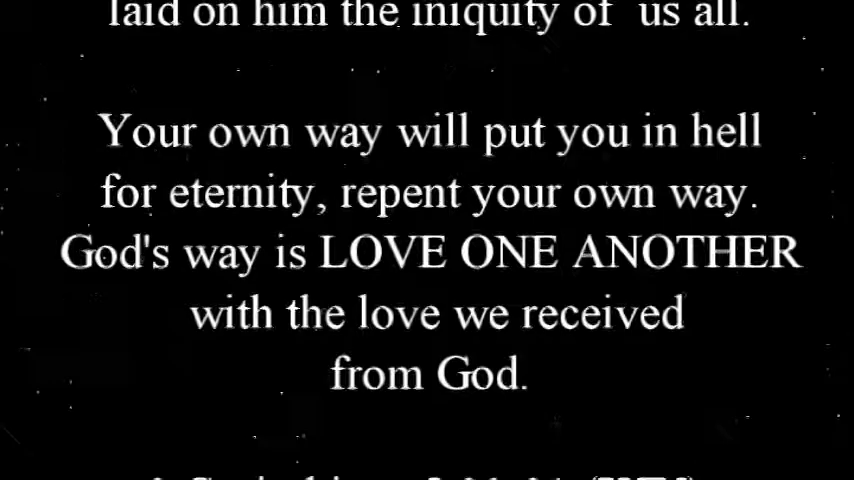 laid on him the iniquity of us all.
Your own way will put you in hell
for eternity, repent your own way.
God's way is LOVE ONE ANOTHER
with the love we received
from God.